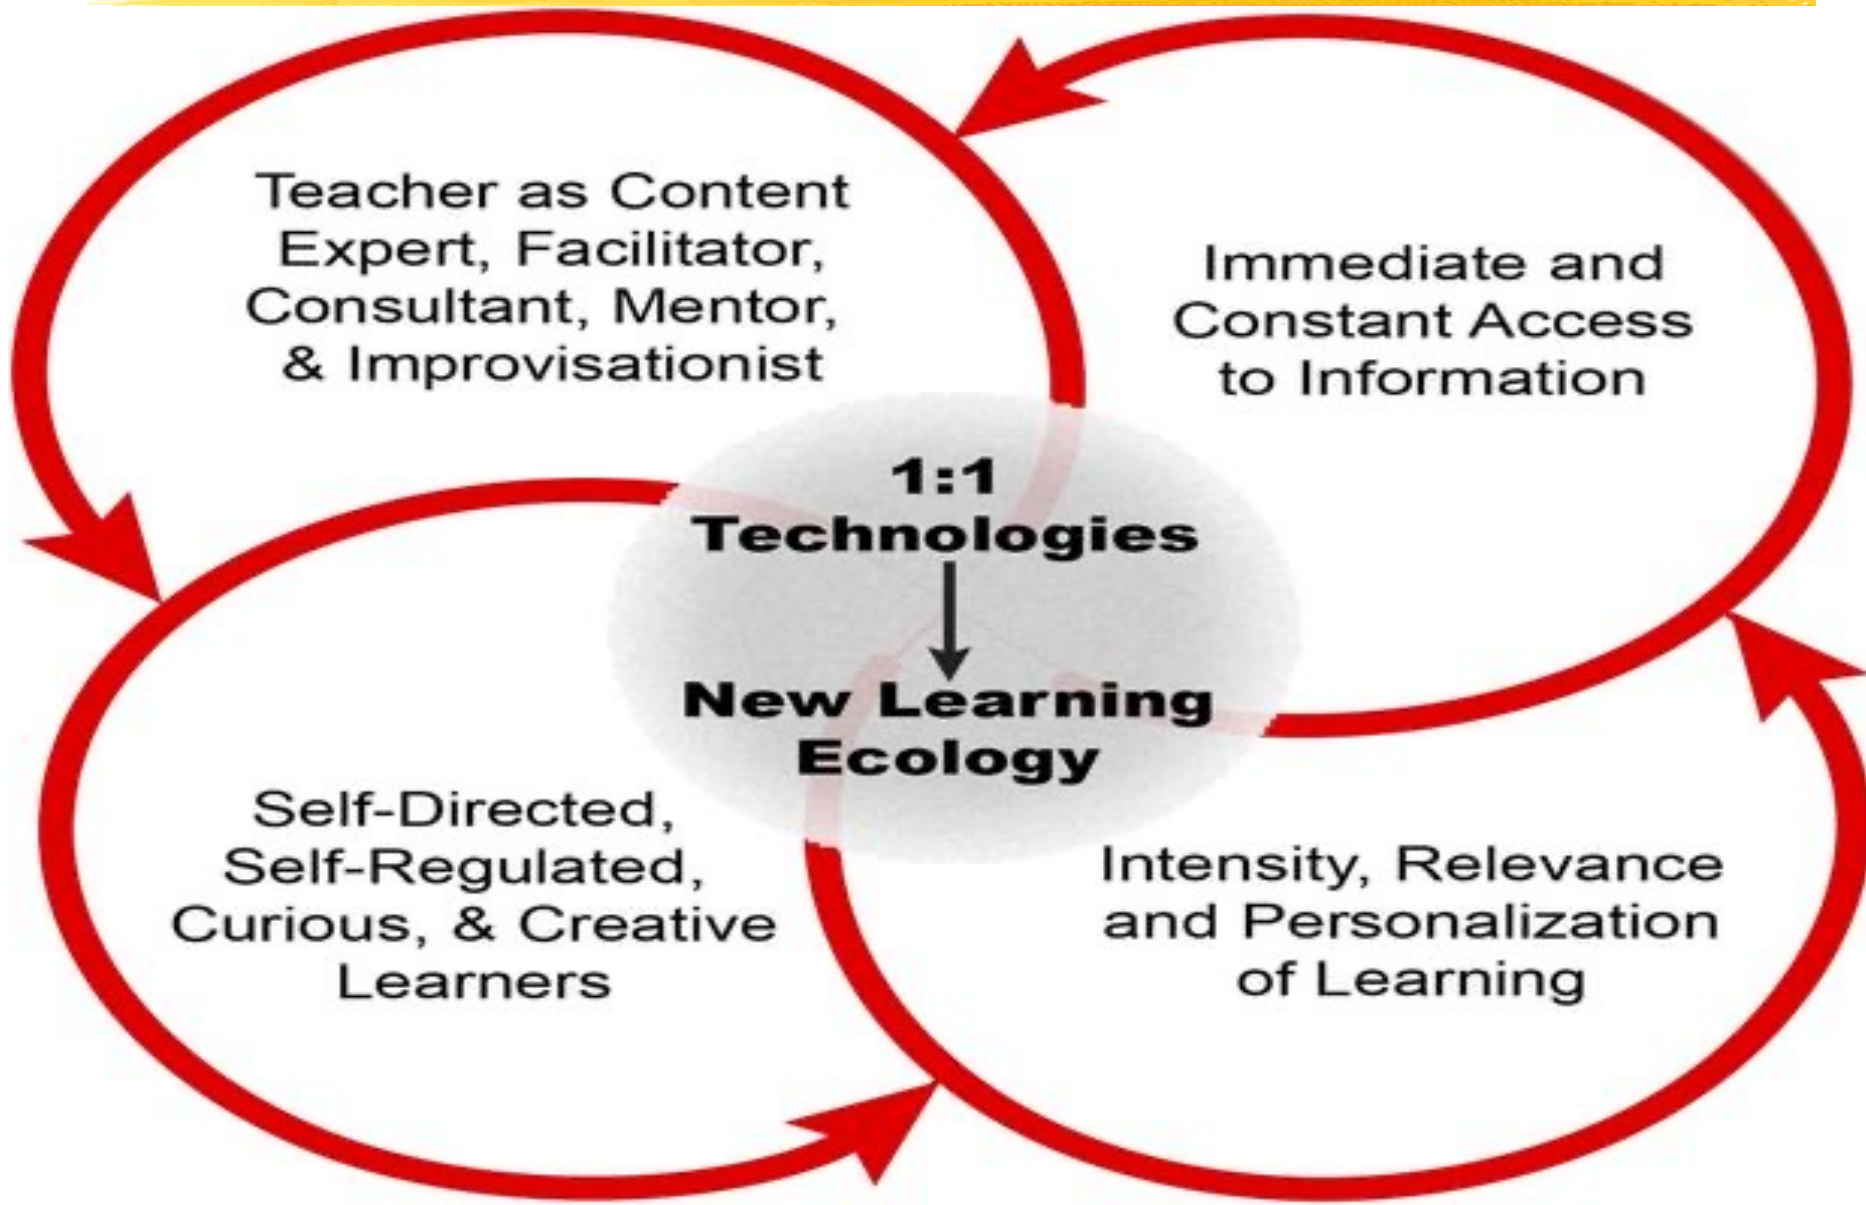 Teacher as Content
Expert, Facilitator,
Consultant, Mentor,
& Improvisationist
Immediate and
Constant Access
to Information
1:1
Technologies
New Learning
Ecology
Self-Directed,
Self-Regulated,
Curious, & Creative
Learners
Intensity, Relevance
and Personalization
of Learning